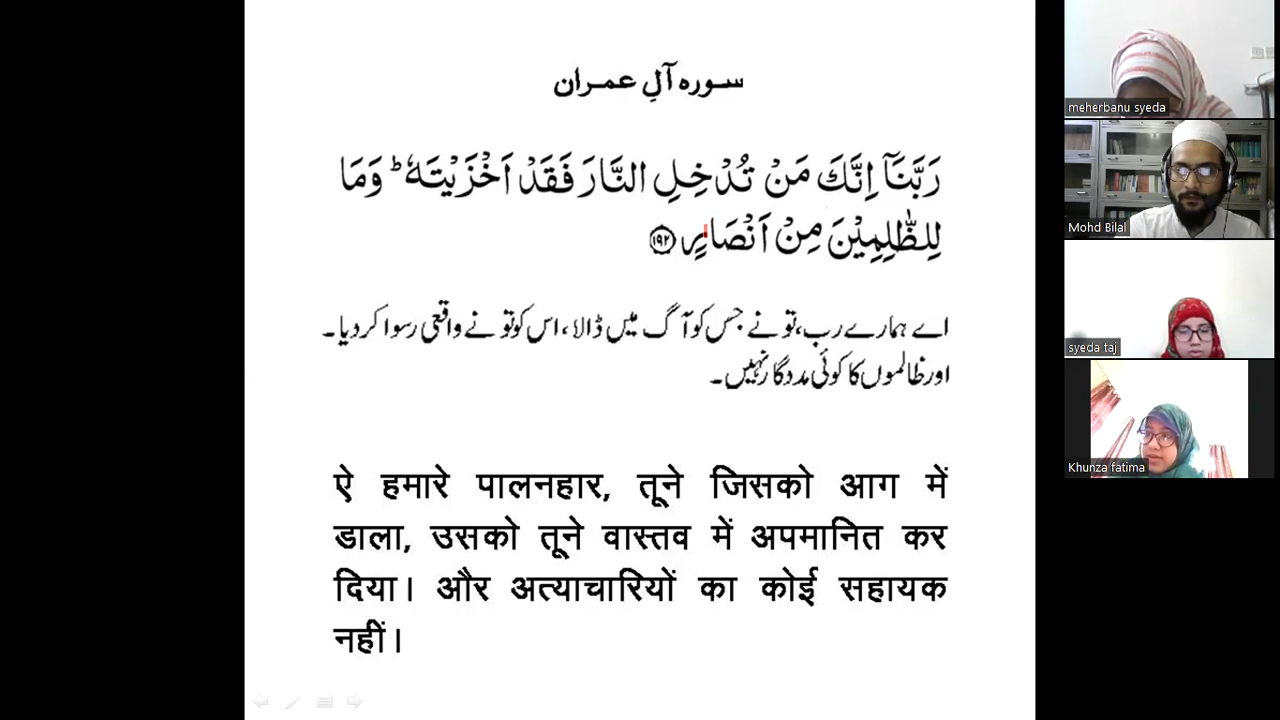 سورہ آلِ عمران
رَبَّنَاۤ اِنَّكَ مَنْ تُدْخِلِ النَّارَ فَقَدْ اَخْزَیْتَهٗ ؕ وَمَا
لِلظّٰلِمِیْنَ مِنْ اَنْصَارٍ ۝۱۹۲
اے ہمارے رب، تو نے جس کو آگ میں ڈالا، اس کو تو نے واقعی رسوا کر دیا۔
اور ظالموں کا کوئی مددگار نہیں۔
ऐ हमारे पालनहार, तूने जिसको आग में
डाला, उसको तूने वास्तव में अपमानित कर
दिया। और अत्याचारियों का कोई सहायक
नहीं।
meherbanu syeda
Mohd Bilal
syeda taj
Khunza fatima